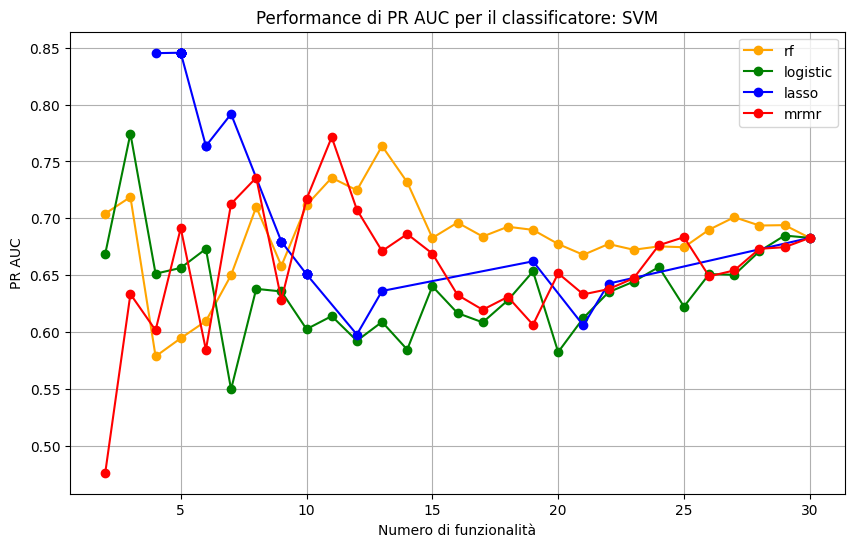 Performance di PR AUC per il classificatore: SVM
rf
logistic
lasso
mrmr
PR AUC
0.85
0.80
0.75
0.70
0.65
0.60
0.55
0.50
5 10 15 20 25 30
Numero di funzionalità